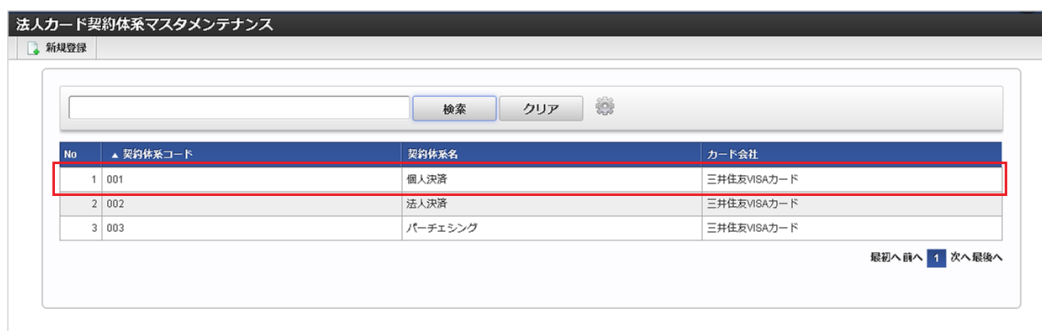 法人カード契約体系マスタメンテナンス
新規登録
検索 クリア
No ▲ 契約体系コード 契約体系名 カード会社
1 001 個人決済 三井住友VISAカード
2 002 法人決済 三井住友VISAカード
3 003 パーチェシング 三井住友VISAカード
最初へ 前へ 1 次へ 最後へ